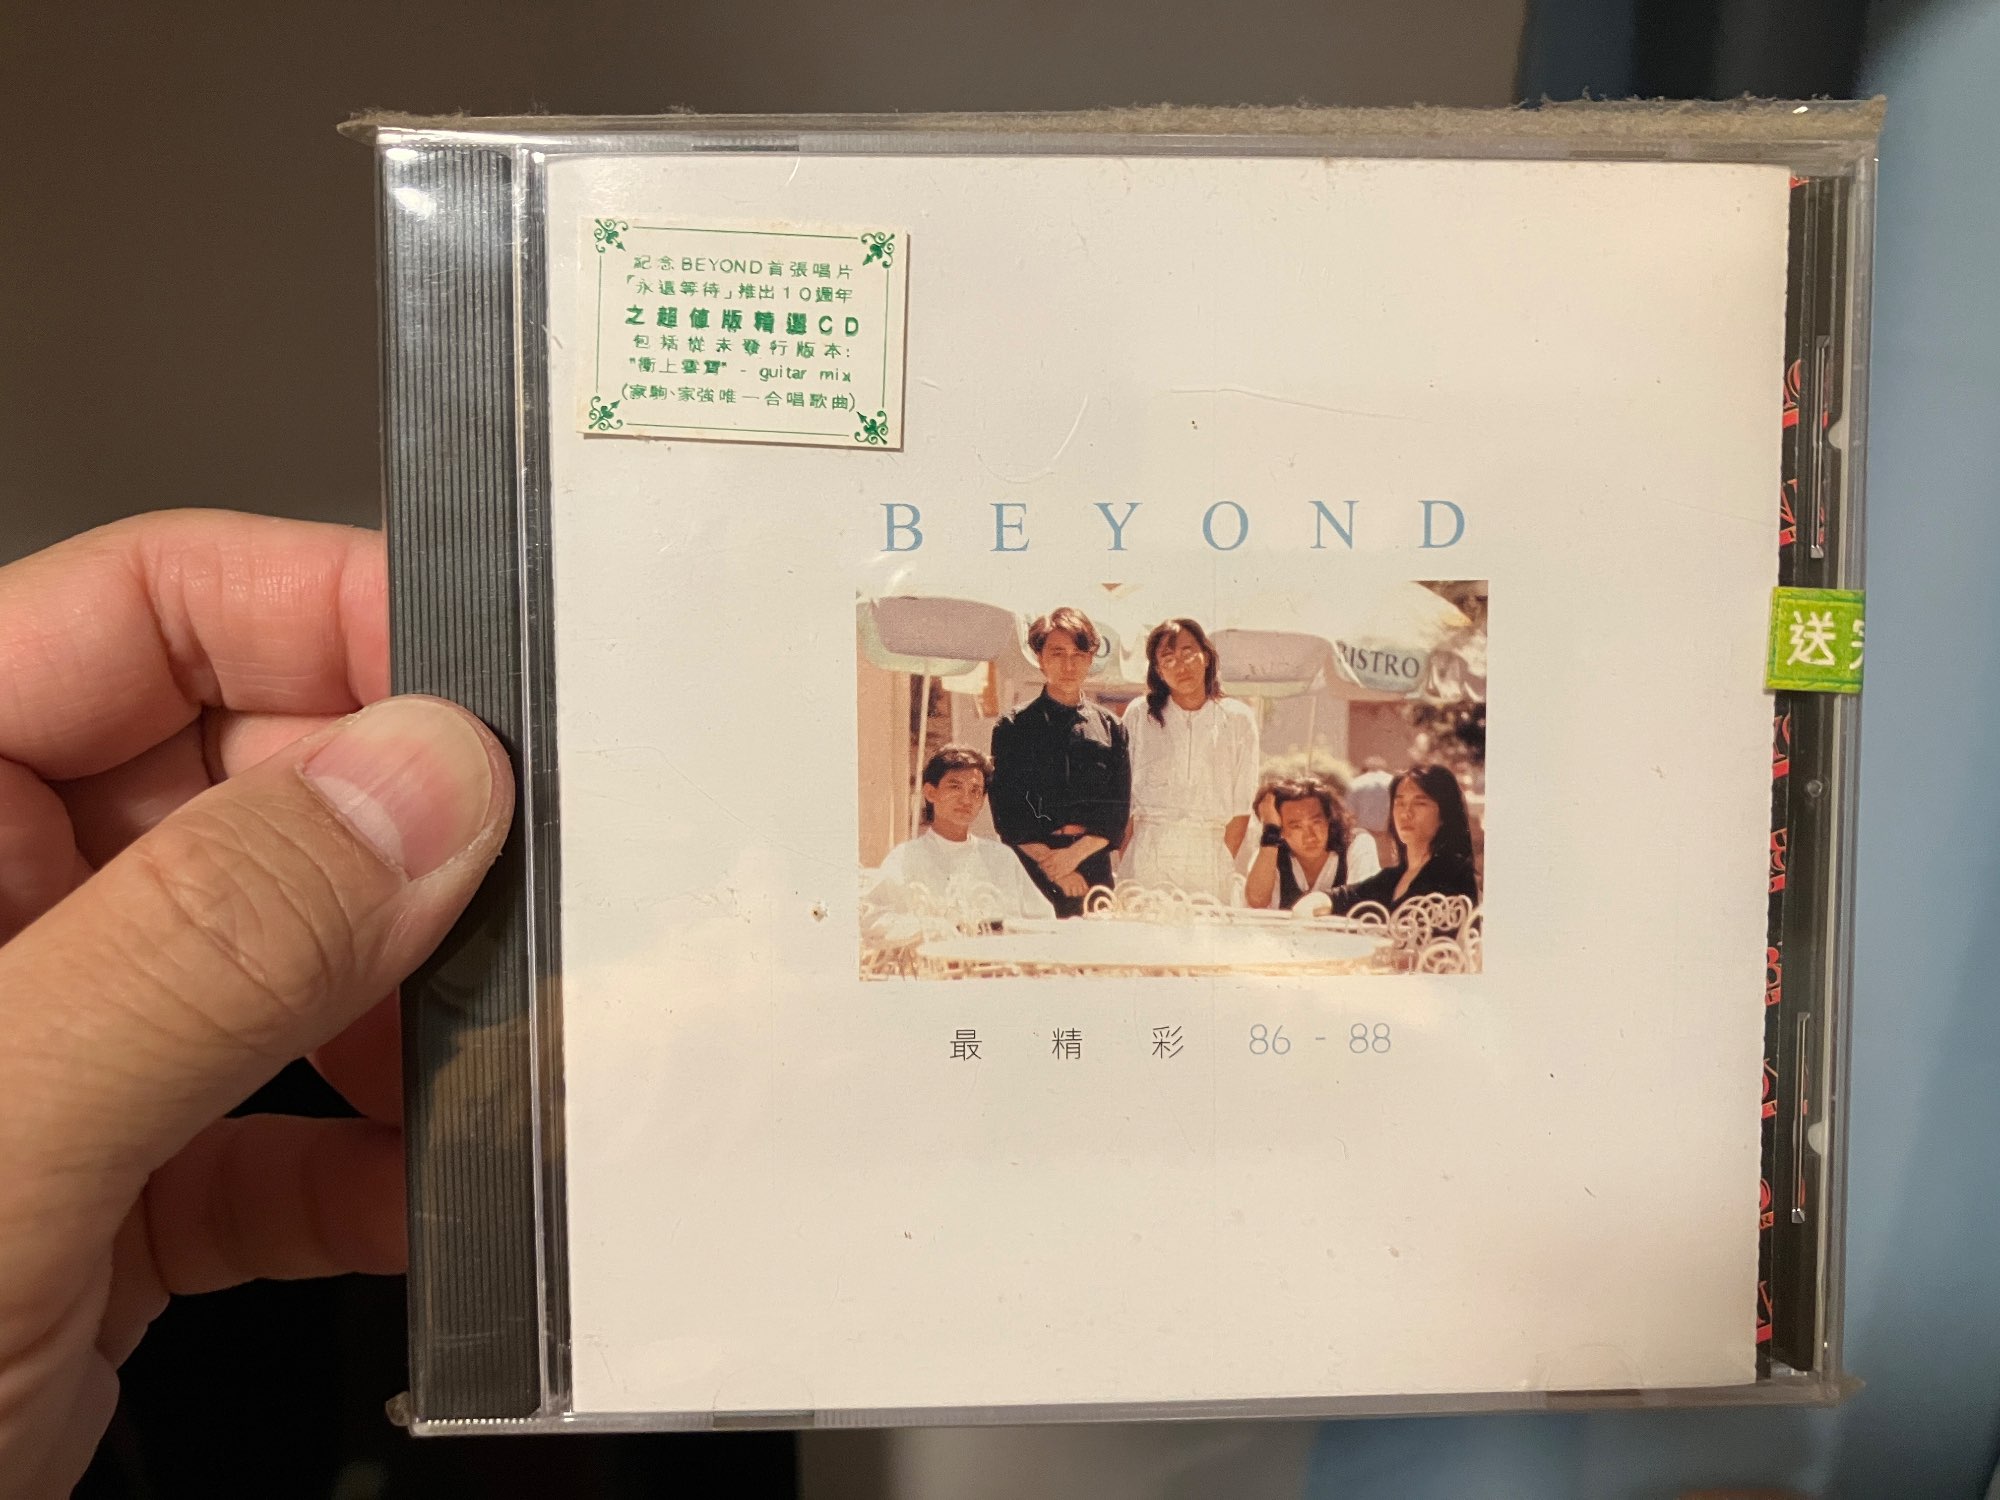 紀念BEYOND首張唱片
「永遠等待」推出10週年
之超值版精選CD
包括從未發行版本:
"衝上雲霄" - guitar mix
(家駒、家強唯一合唱歌曲)
BEYOND
BISTRO
送
最精彩 86 - 88